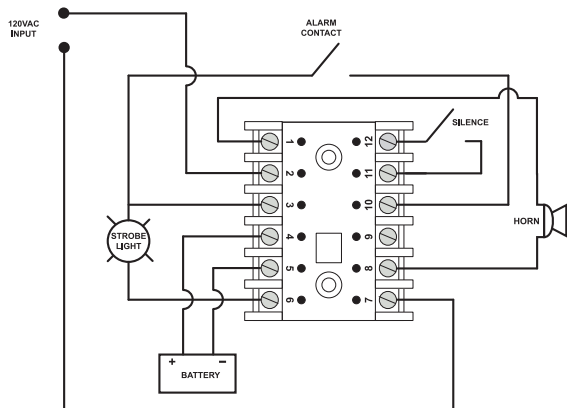 120VAC
INPUT
ALARM
CONTACT
SILENCE
1
2
3
4
5
6
12
11
10
9
8
7
STROBE
LIGHT
HORN
+ −
BATTERY